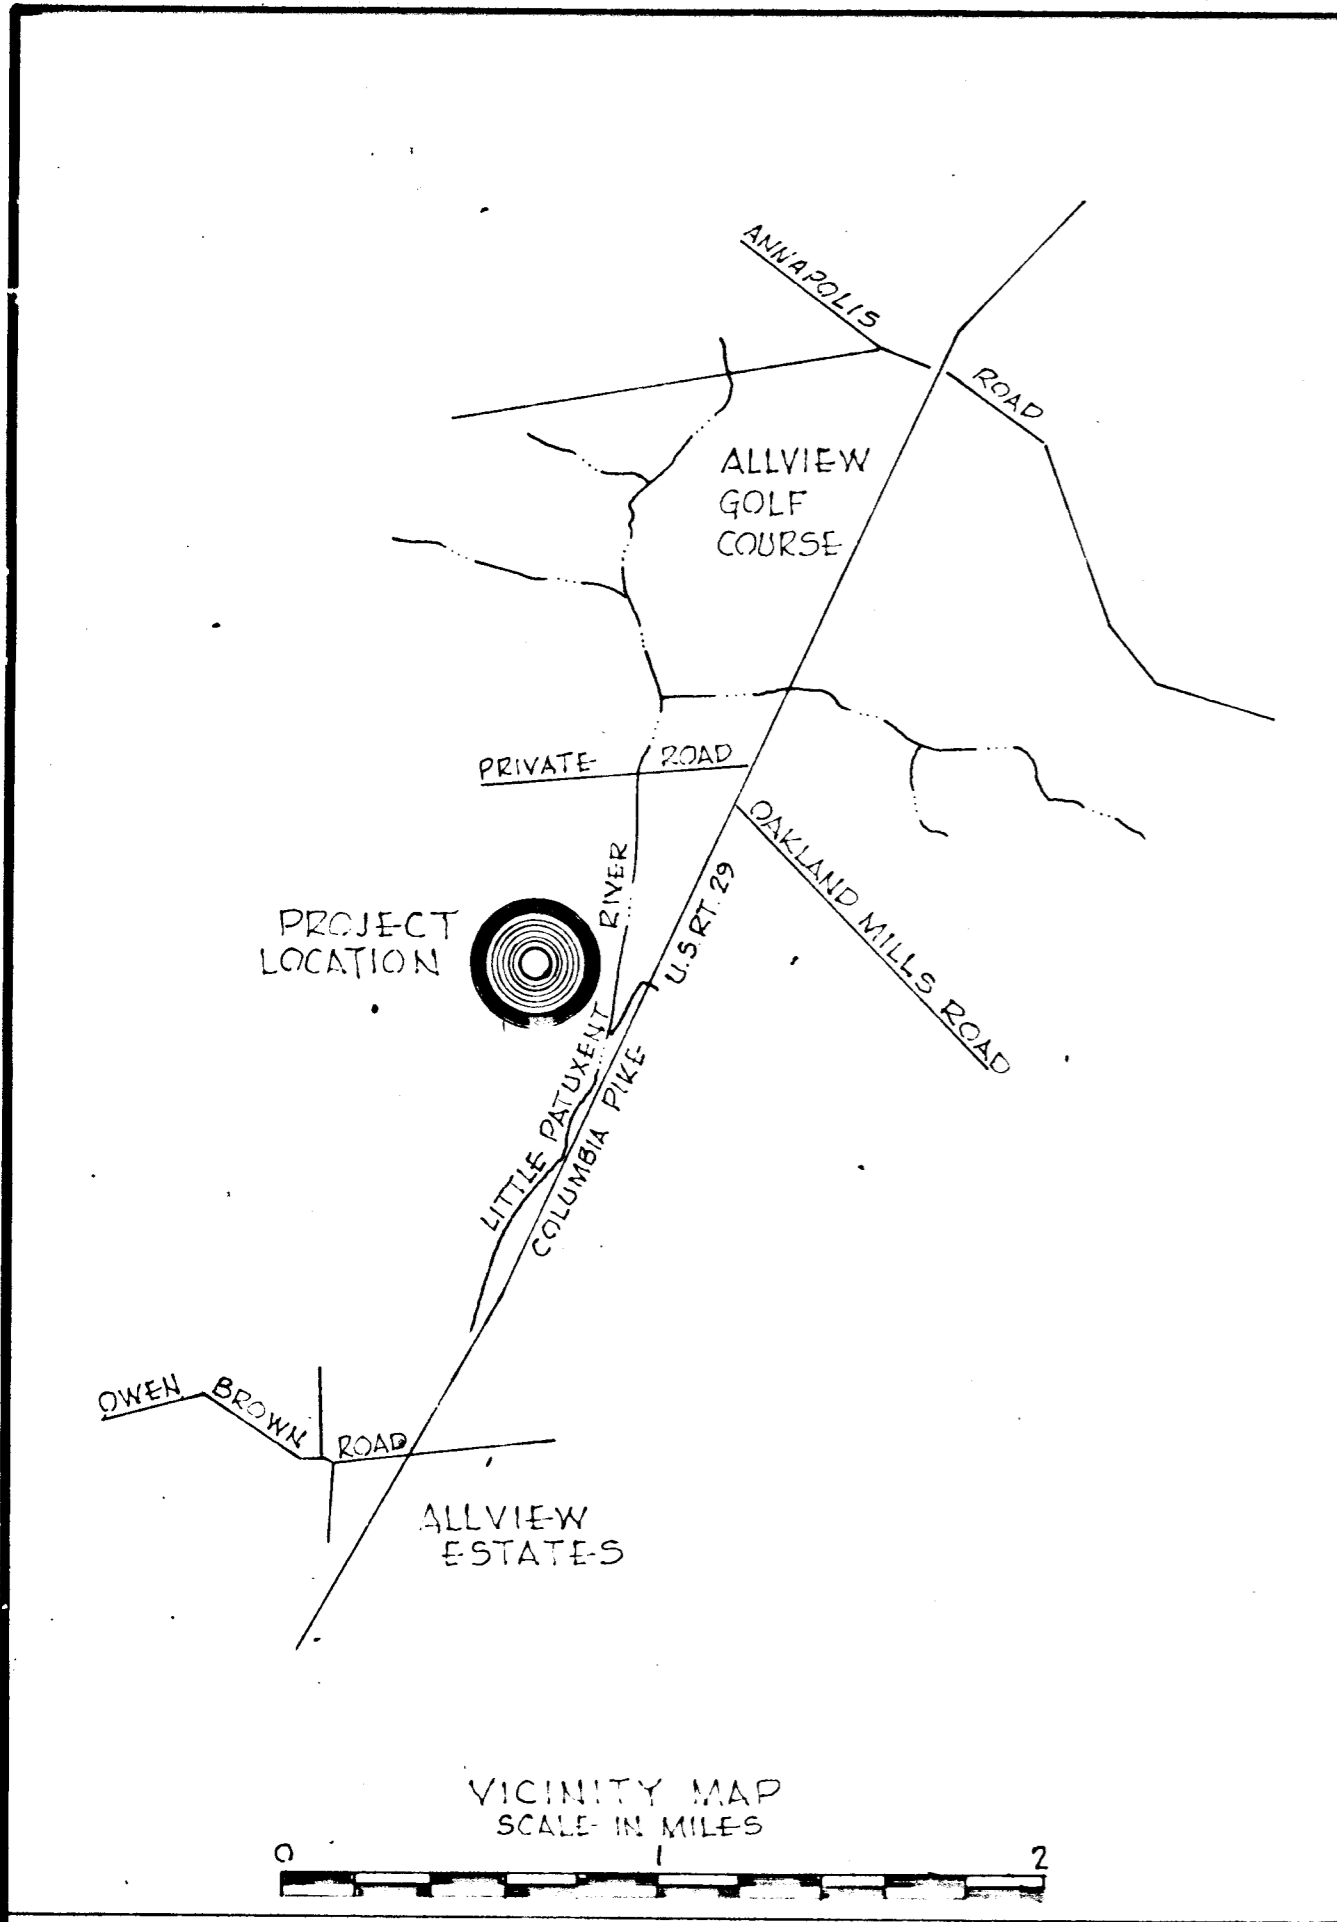 ANNAPOLIS ROAD
ALLVIEW
GOLF
COURSE
PRIVATE ROAD
OAKLAND MILLS ROAD
RIVER
U.S. RT. 29
PROJECT
LOCATION
LITTLE PATUXENT
COLUMBIA PIKE
OWEN BROWN ROAD
ALLVIEW
ESTATES
VICINITY MAP
SCALE IN MILES
0 1 2